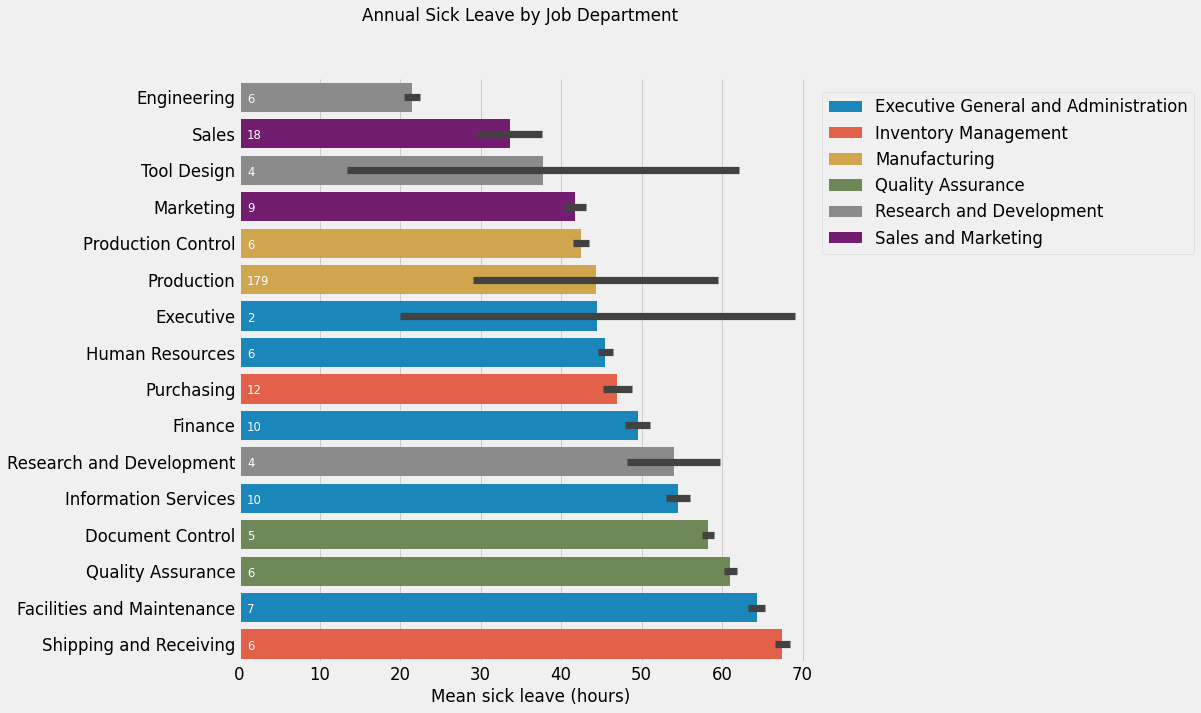 Annual Sick Leave by Job Department
Engineering 6
Sales 18
Tool Design 4
Marketing 9
Production Control 6
Production 179
Executive 2
Human Resources 6
Purchasing 12
Finance 10
Research and Development 4
Information Services 10
Document Control 5
Quality Assurance 6
Facilities and Maintenance 7
Shipping and Receiving 6
0 10 20 30 40 50 60 70
Mean sick leave (hours)
Executive General and Administration
Inventory Management
Manufacturing
Quality Assurance
Research and Development
Sales and Marketing